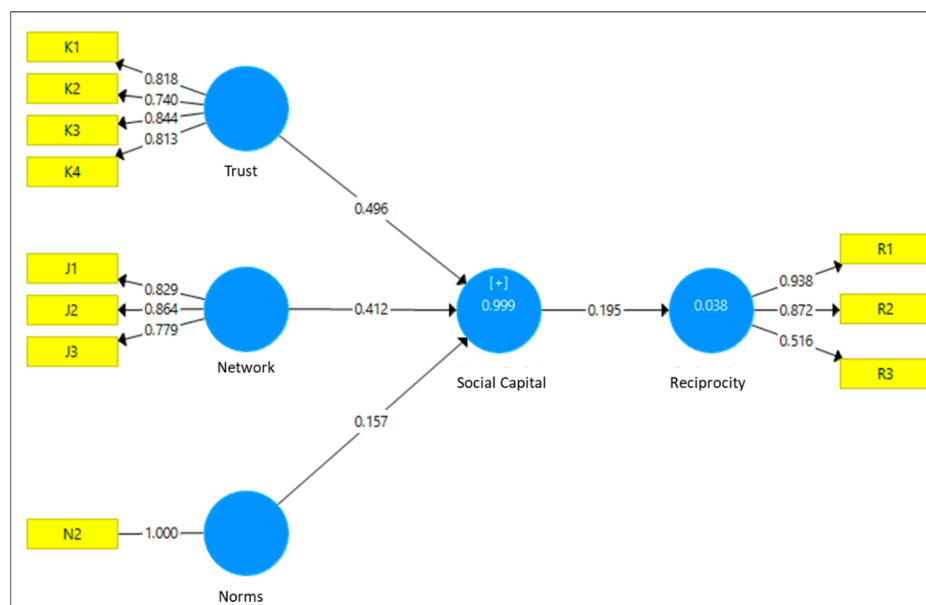 K1
0.818
K2
0.740
K3
0.844
0.813
K4
Trust
0.496
J1
0.829
J2
0.864
0.779
J3
Network
0.412
[+]
0.999
Social Capital
0.195
0.038
Reciprocity
R1
0.938
0.872
R2
0.516
R3
0.157
N2
1.000
Norms